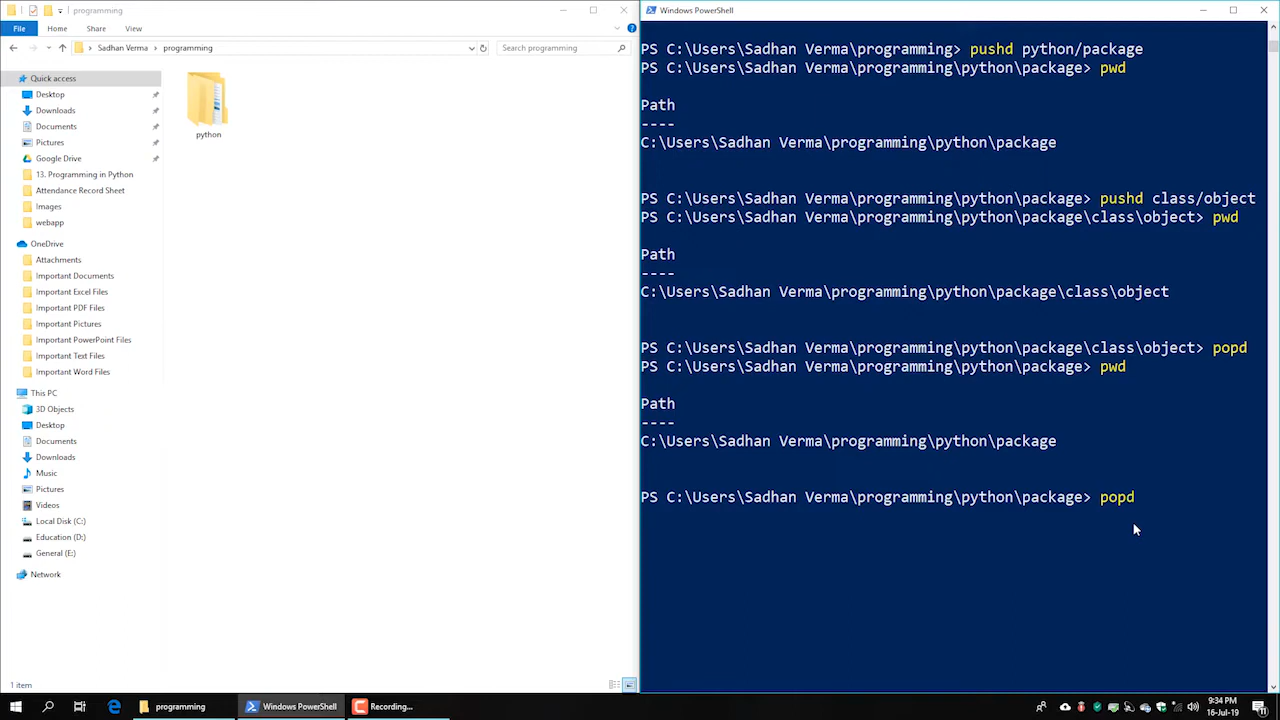 programming
File
Home
Share
View
Sadhan Verma
programming
Search programming
Quick access
Desktop
Downloads
Documents
Pictures
Google Drive
13. Programming in Python
Attendance Record Sheet
Images
webapp
OneDrive
Attachments
Important Documents
Important Excel Files
Important PDF Files
Important Pictures
Important PowerPoint Files
Important Text Files
Important Word Files
This PC
3D Objects
Desktop
Documents
Downloads
Music
Pictures
Videos
Local Disk (C:)
Education (D:)
General (E:)
Network
python
1 item
Windows PowerShell
PS C:\Users\Sadhan Verma\programming> pushd python/package
PS C:\Users\Sadhan Verma\programming\python\package> pwd
Path
----
C:\Users\Sadhan Verma\programming\python\package
PS C:\Users\Sadhan Verma\programming\python\package> pushd class/object
PS C:\Users\Sadhan Verma\programming\python\package\class\object> pwd
Path
----
C:\Users\Sadhan Verma\programming\python\package\class\object
PS C:\Users\Sadhan Verma\programming\python\package\class\object> popd
PS C:\Users\Sadhan Verma\programming\python\package> pwd
Path
----
C:\Users\Sadhan Verma\programming\python\package
PS C:\Users\Sadhan Verma\programming\python\package> popd
programming
Windows PowerShell
Recording...
9:34 PM
16-Jul-19